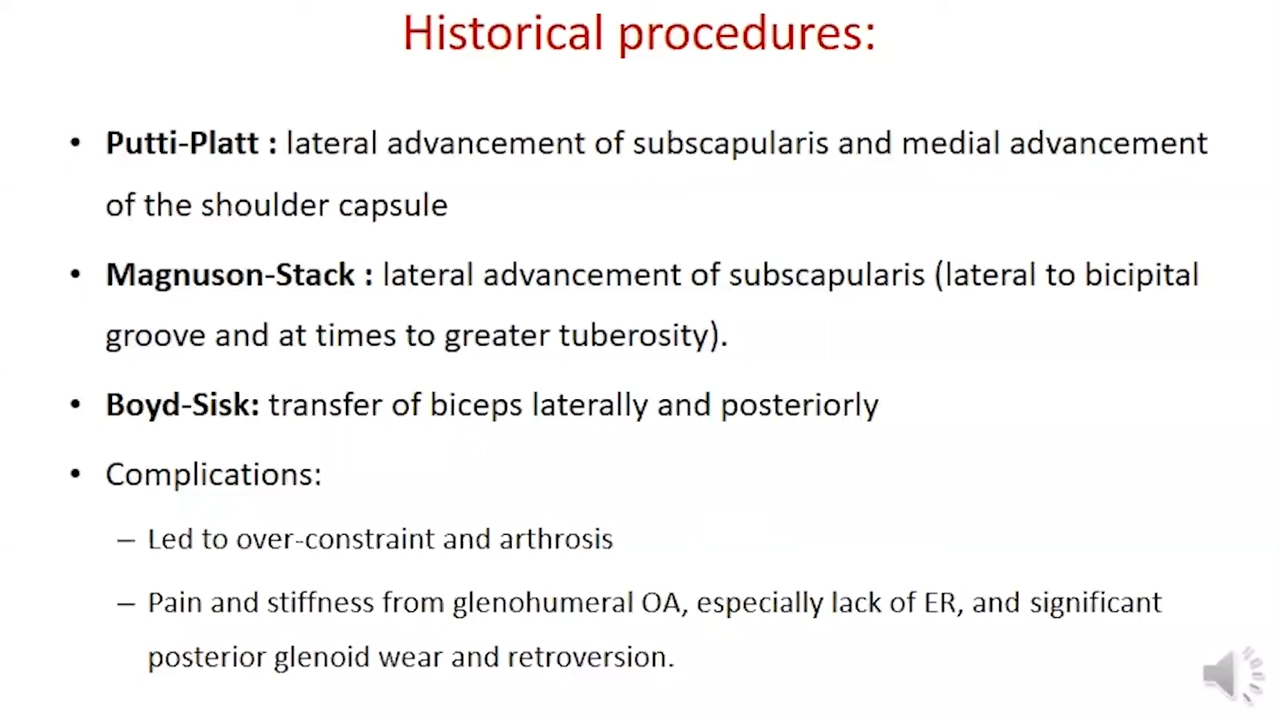 Historical procedures:
• Putti-Platt : lateral advancement of subscapularis and medial advancement
of the shoulder capsule
• Magnuson-Stack : lateral advancement of subscapularis (lateral to bicipital
groove and at times to greater tuberosity).
• Boyd-Sisk: transfer of biceps laterally and posteriorly
• Complications:
– Led to over-constraint and arthrosis
– Pain and stiffness from glenohumeral OA, especially lack of ER, and significant
posterior glenoid wear and retroversion.